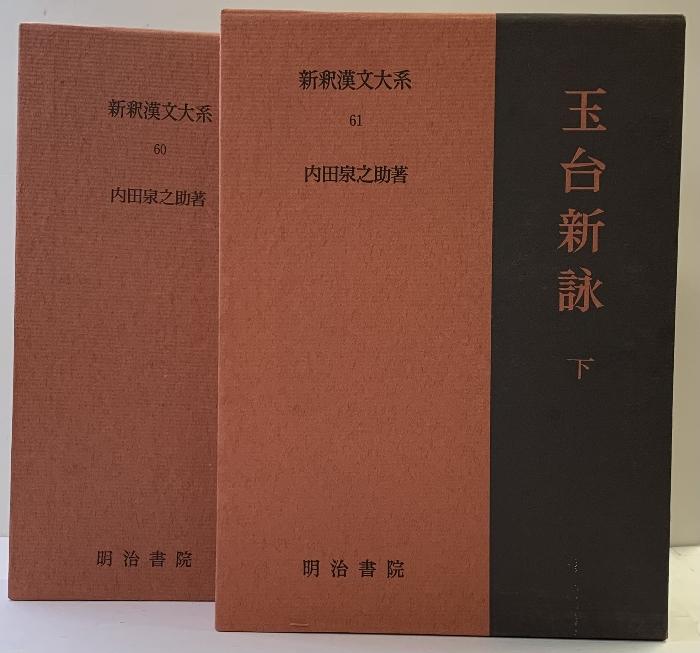 新釈漢文大系
60
内田泉之助著
明治書院
新釈漢文大系
61
内田泉之助著
明治書院
玉台新詠
下